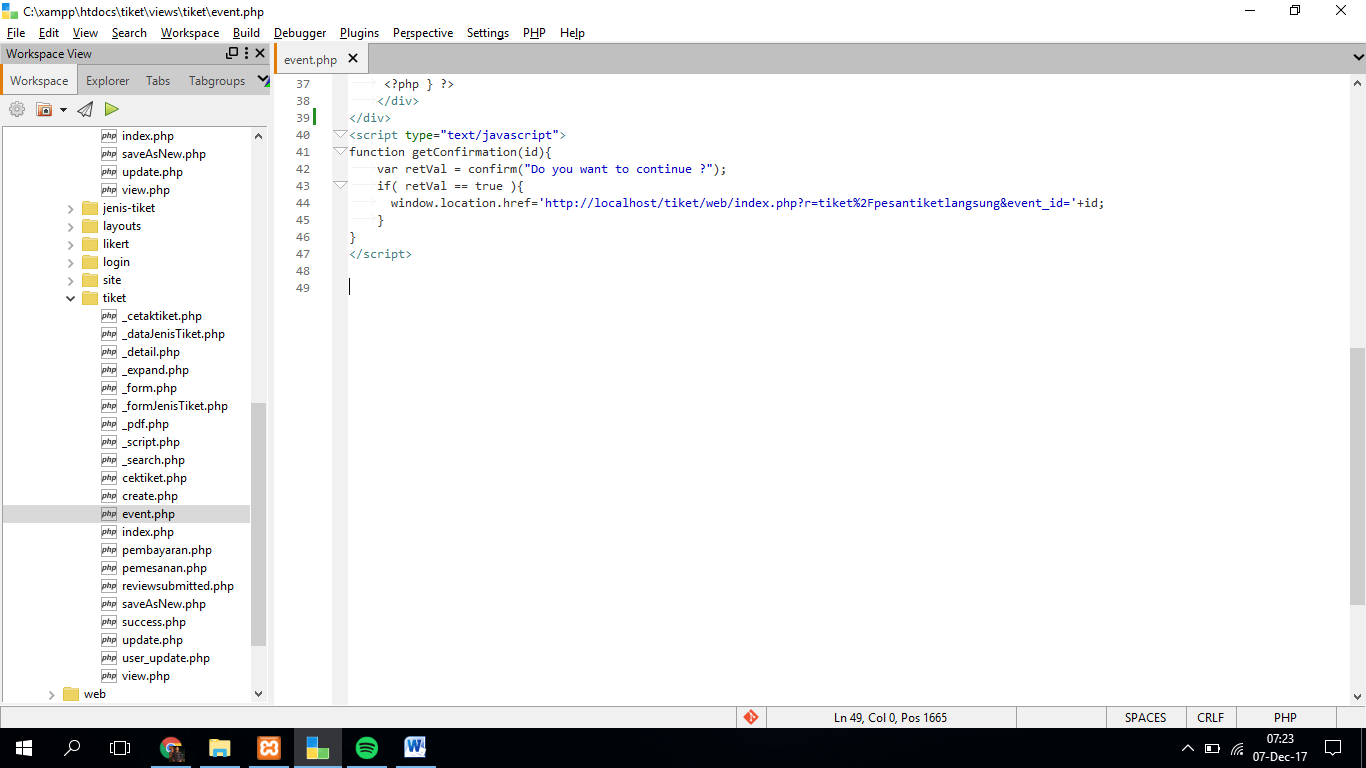 C:\xampp\htdocs\tiket\views\tiket\event.php
File Edit View Search Workspace Build Debugger Plugins Perspective Settings PHP Help
Workspace View
Workspace Explorer Tabs Tabgroups
index.php
saveAsNew.php
update.php
view.php
jenis-tiket
layouts
likert
login
site
tiket
_cetaktiket.php
_dataJenisTiket.php
_detail.php
_expand.php
_form.php
_formJenisTiket.php
_pdf.php
_script.php
_search.php
cektiket.php
create.php
event.php
index.php
pembayaran.php
pemesanan.php
reviewsubmitted.php
saveAsNew.php
success.php
update.php
user_update.php
view.php
web
event.php
37 <?php } ?>
38 </div>
39 </div>
40 <script type="text/javascript">
41 function getConfirmation(id){
42 var retVal = confirm("Do you want to continue ?");
43 if( retVal == true ){
44 window.location.href='http://localhost/tiket/web/index.php?r=tiket%2Fpesantiketlangsung&event_id='+id;
45 }
46 }
47 </script>
48
49
Ln 49, Col 0, Pos 1665 SPACES CRLF PHP
07:23
07-Dec-17